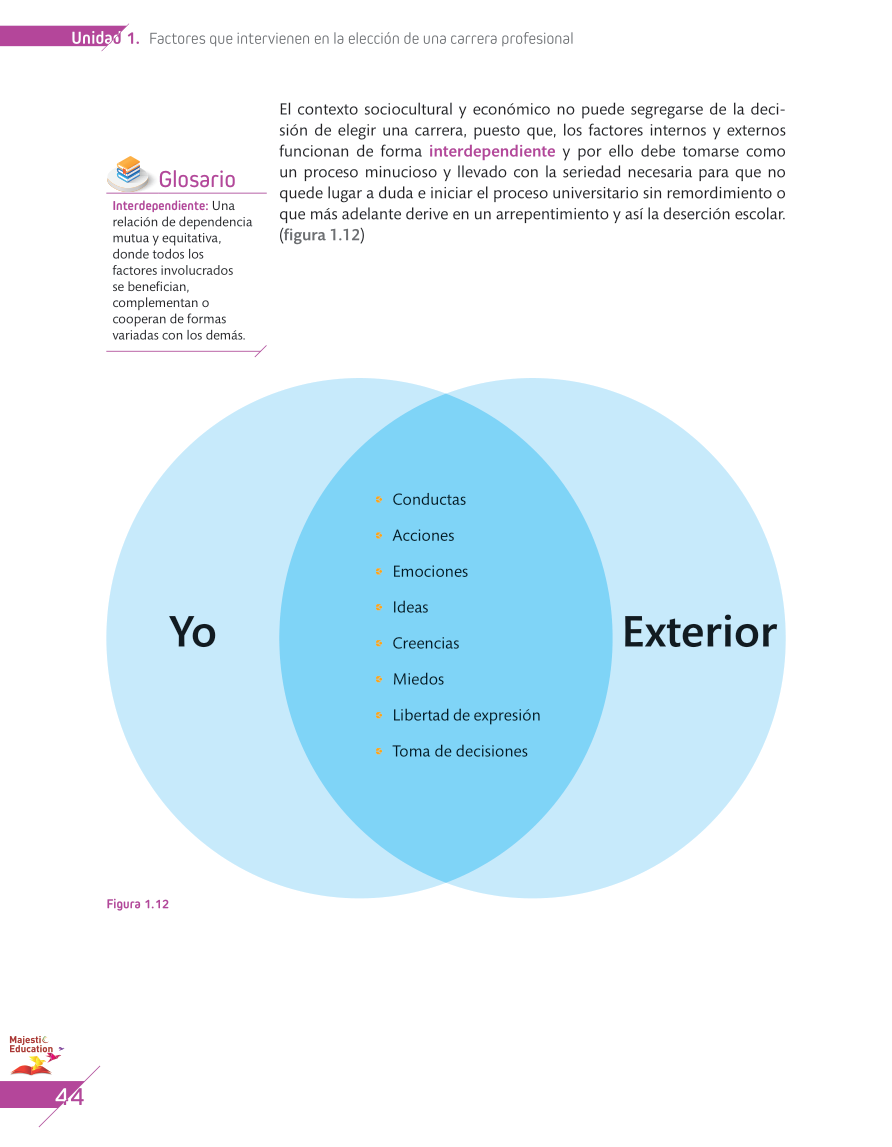 Unidad 1. Factores que intervienen en la elección de una carrera profesional
El contexto sociocultural y económico no puede segregarse de la deci-
sión de elegir una carrera, puesto que, los factores internos y externos
funcionan de forma interdependiente y por ello debe tomarse como
un proceso minucioso y llevado con la seriedad necesaria para que no
quede lugar a duda e iniciar el proceso universitario sin remordimiento o
que más adelante derive en un arrepentimiento y así la deserción escolar.
(figura 1.12)
Glosario
Interdependiente: Una
relación de dependencia
mutua y equitativa,
donde todos los
factores involucrados
se benefician,
complementan o
cooperan de formas
variadas con los demás.
Yo
Conductas
Acciones
Emociones
Ideas
Creencias
Miedos
Libertad de expresión
Toma de decisiones
Exterior
Figura 1.12
Majestic
Education
44